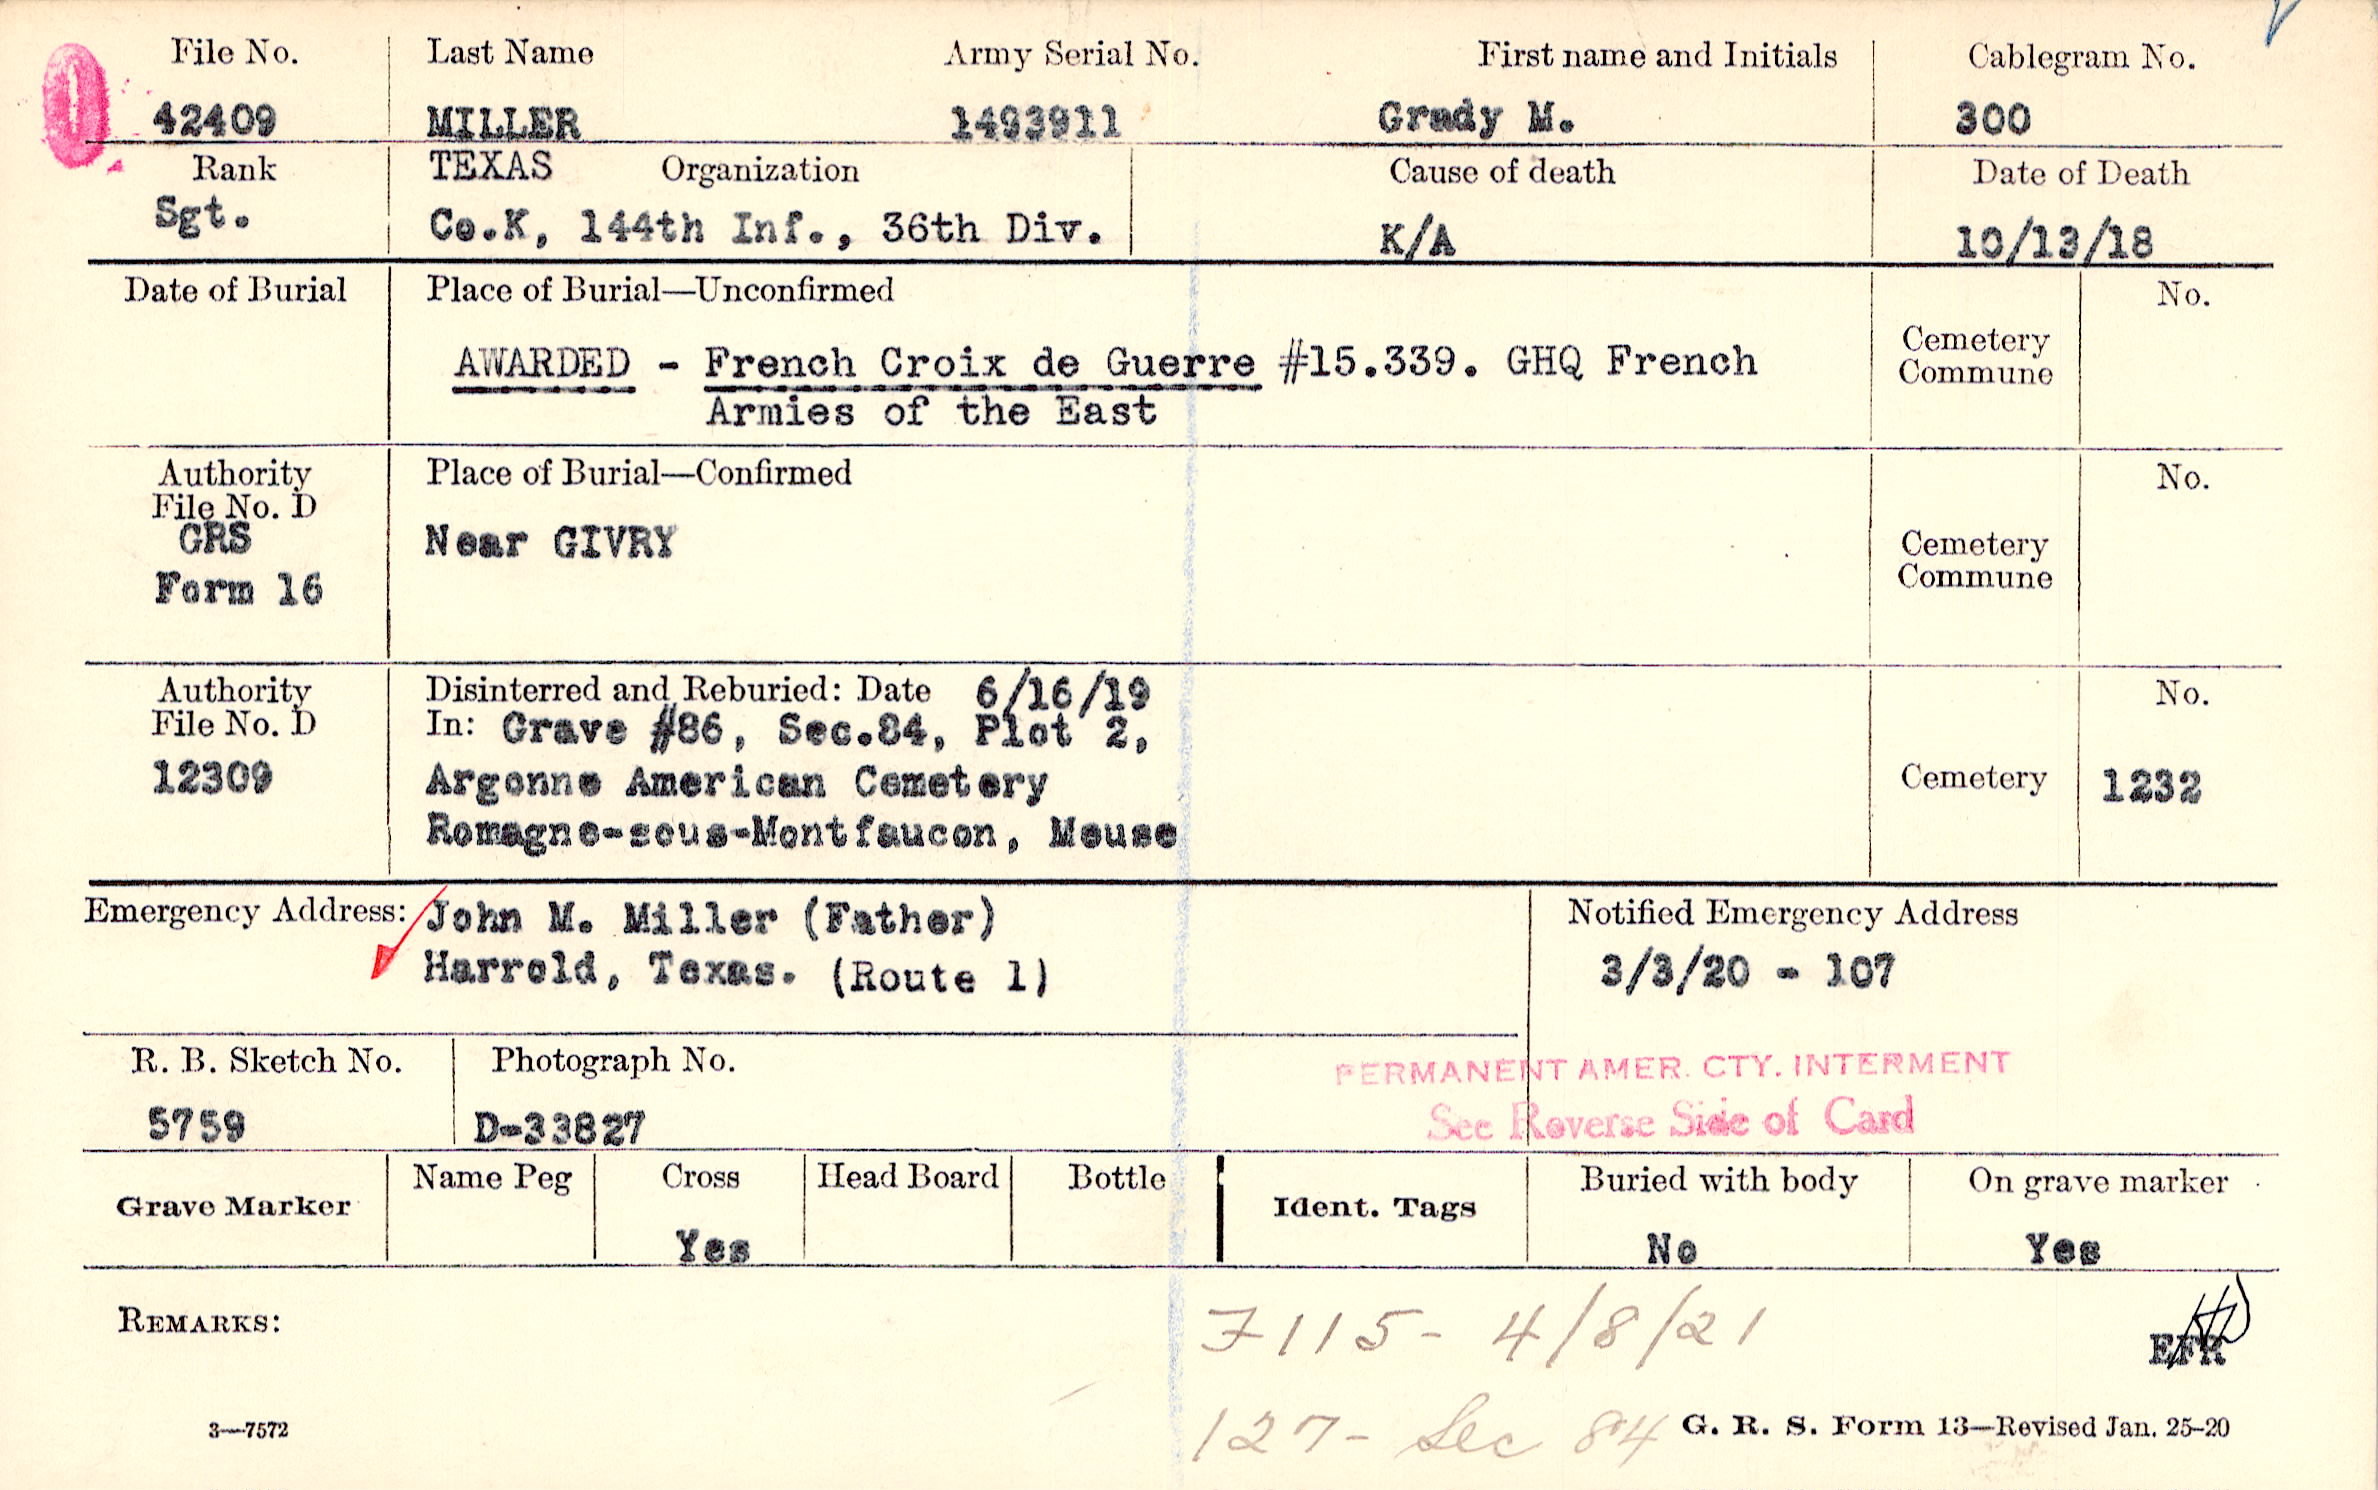 File No. Last Name Army Serial No. First name and Initials Cablegram No.
42409 MILLER 1493911 Grady M. 300
Rank TEXAS Organization Cause of death Date of Death
Sgt. Co.K, 144th Inf., 36th Div. K/A 10/13/18
Date of Burial Place of Burial—Unconfirmed No.
Cemetery
Commune
AWARDED - French Croix de Guerre #15.339. GHQ French
Armies of the East
Authority Place of Burial—Confirmed No.
File No. D
GRS Near GIVRY
Form 16
Cemetery
Commune
Authority Disinterred and Reburied: Date 6/16/19 No.
File No. D In: Grave #86, Sec.84, Plot 2,
12309 Argonne American Cemetery Cemetery 1232
Romagne-sous-Montfaucon, Meuse
Emergency Address: John M. Miller (Father) Notified Emergency Address
Harrold, Texas. (Route 1) 3/3/20 - 107
R. B. Sketch No. Photograph No.
5759 D-33827
PERMANENT AMER. CTY. INTERMENT
See Reverse Side of Card
Grave Marker Name Peg Cross Head Board Bottle Ident. Tags Buried with body On grave marker
Yes No Yes
REMARKS: 7115- 4/8/21 EFR
127- Sec 84
3—7572 G. R. S. Form 13—Revised Jan. 25-20